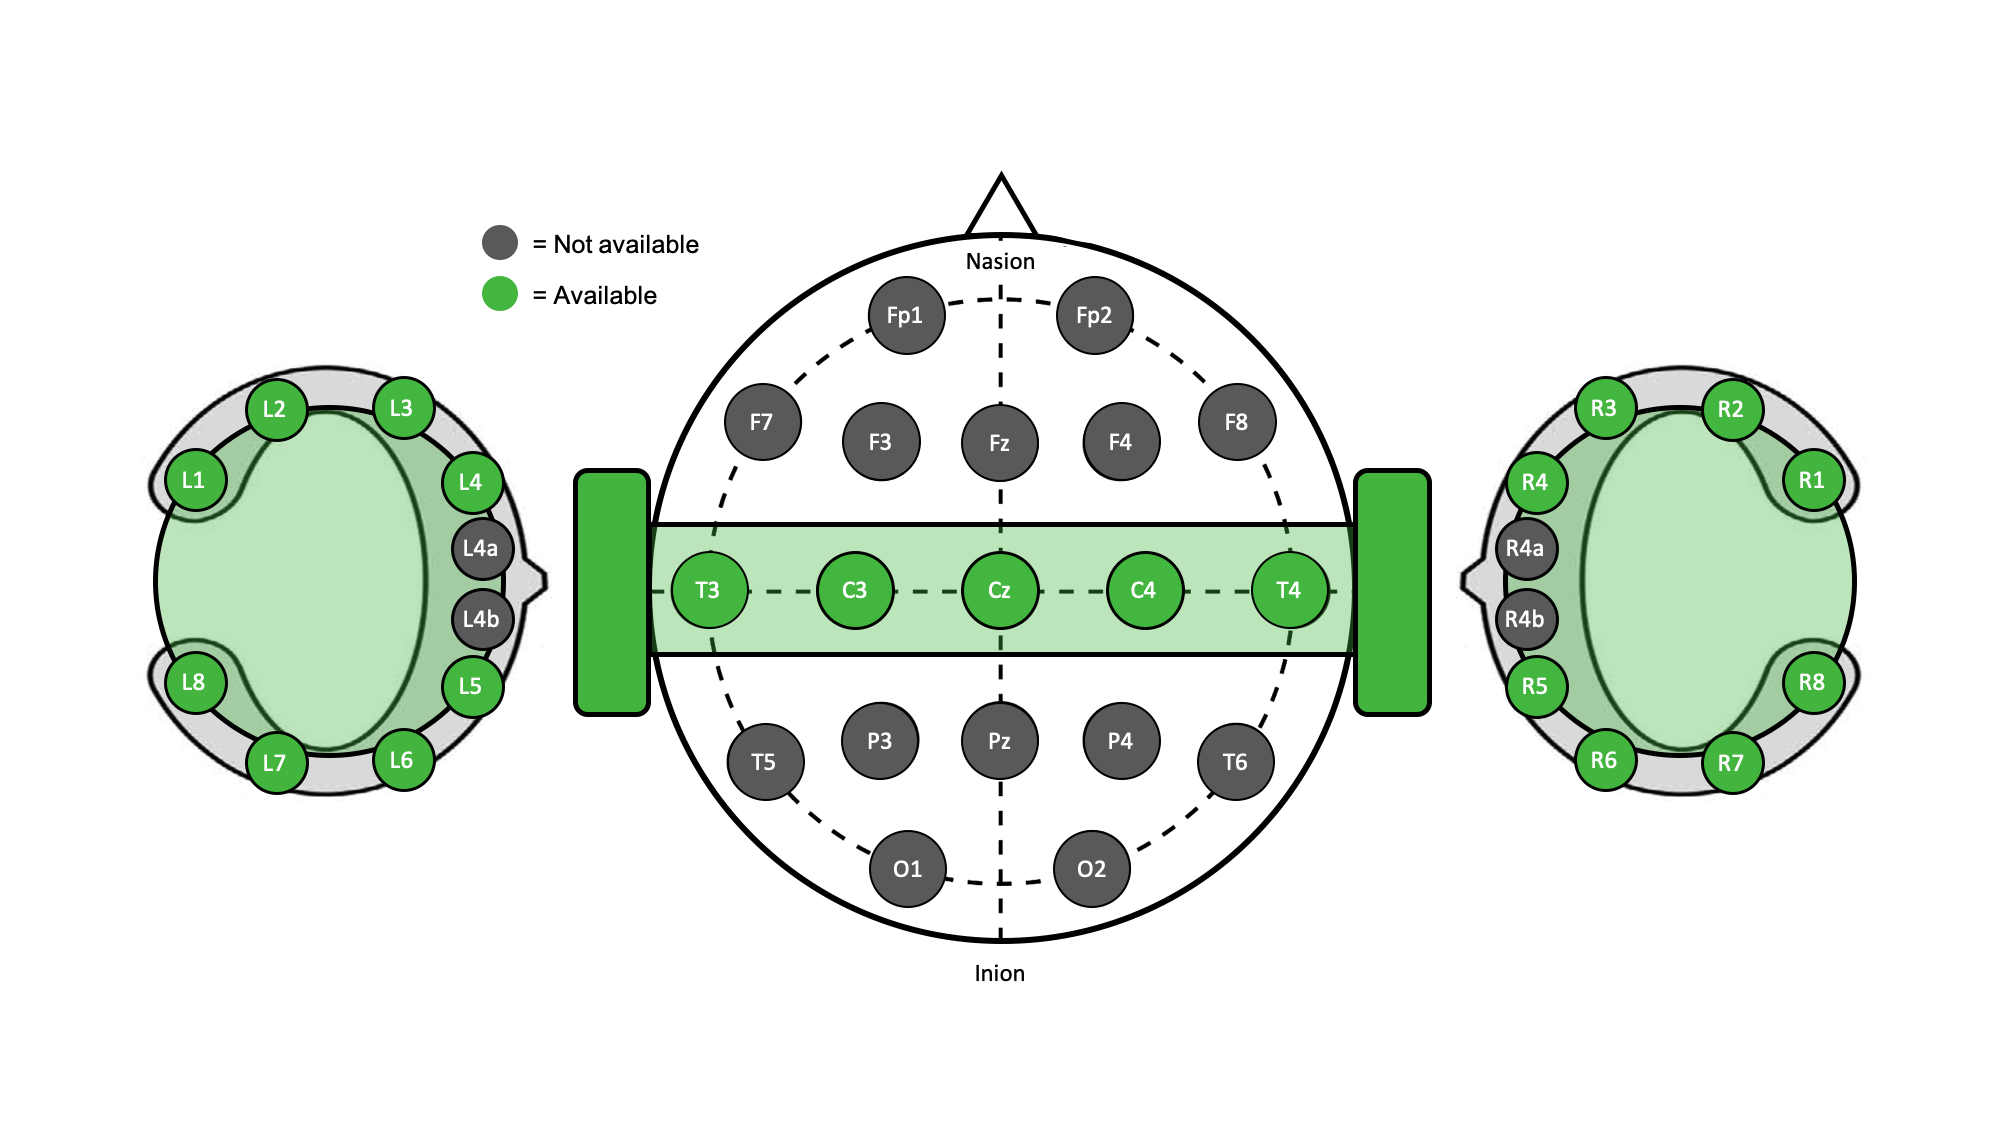 = Not available
= Available
Nasion
Fp1 Fp2
F7 F3 Fz F4 F8
T3 C3 Cz C4 T4
T5 P3 Pz P4 T6
O1 O2
Inion
L2 L3
L1 L4
L4a
L4b
L8 L5
L7 L6
R3 R2
R4 R1
R4a
R4b
R5 R8
R6 R7